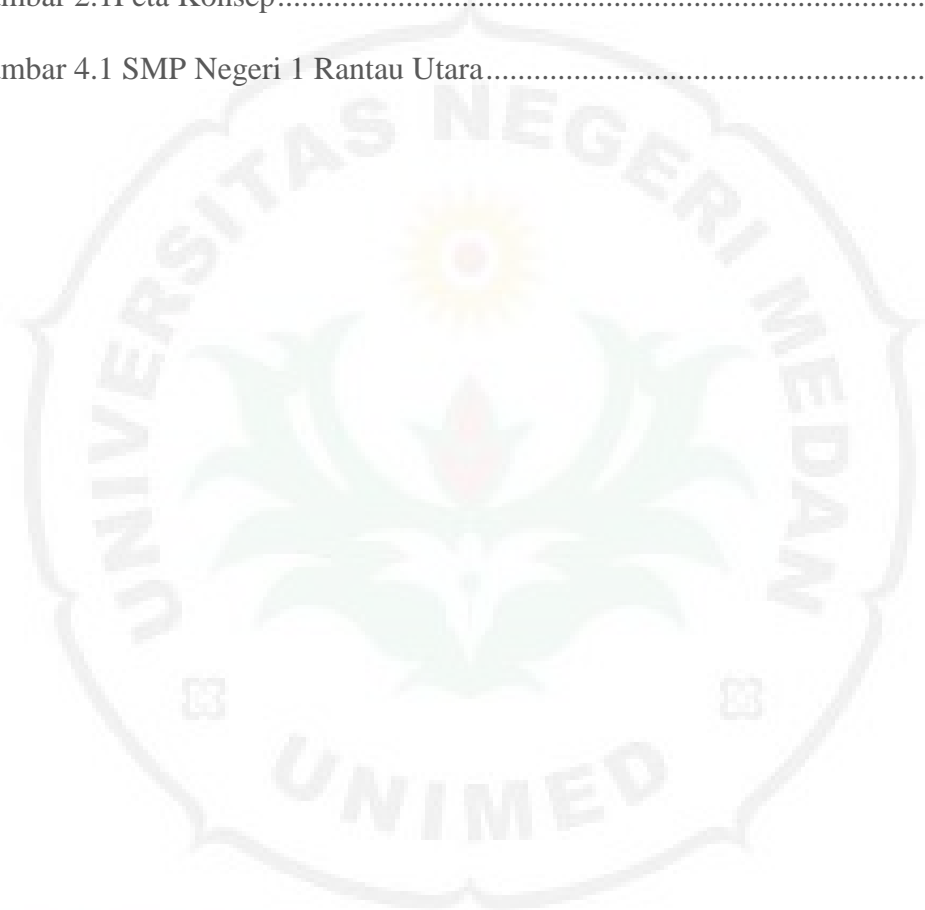 mbar 2.1Peta Konsep................................................................................
mbar 4.1 SMP Negeri 1 Rantau Utara.......................................................
UNIVERSITAS NEGERI MEDAN
UNIMED